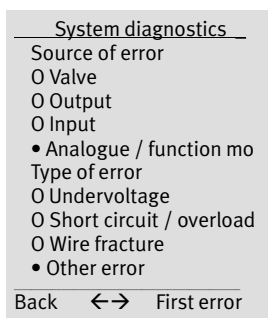 System diagnostics
Source of error
O Valve
O Output
O Input
• Analogue / function mo
Type of error
O Undervoltage
O Short circuit / overload
O Wire fracture
• Other error
Back ←→ First error